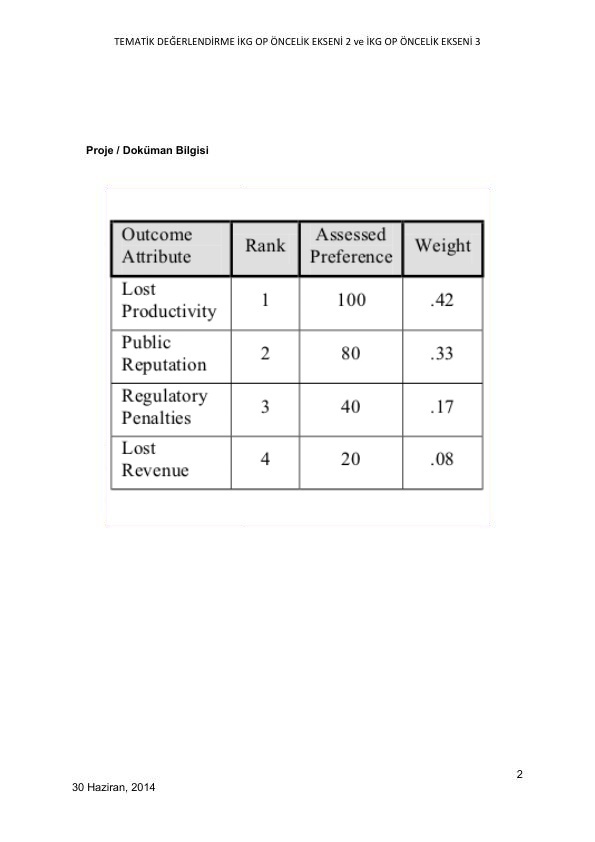 TEMATİK DEĞERLENDİRME İKG OP ÖNCELİK EKSENİ 2 ve İKG OP ÖNCELİK EKSENİ 3
Proje / Doküman Bilgisi
Outcome Attribute Rank Assessed Preference Weight
Lost Productivity 1 100 .42
Public Reputation 2 80 .33
Regulatory Penalties 3 40 .17
Lost Revenue 4 20 .08
2
30 Haziran, 2014